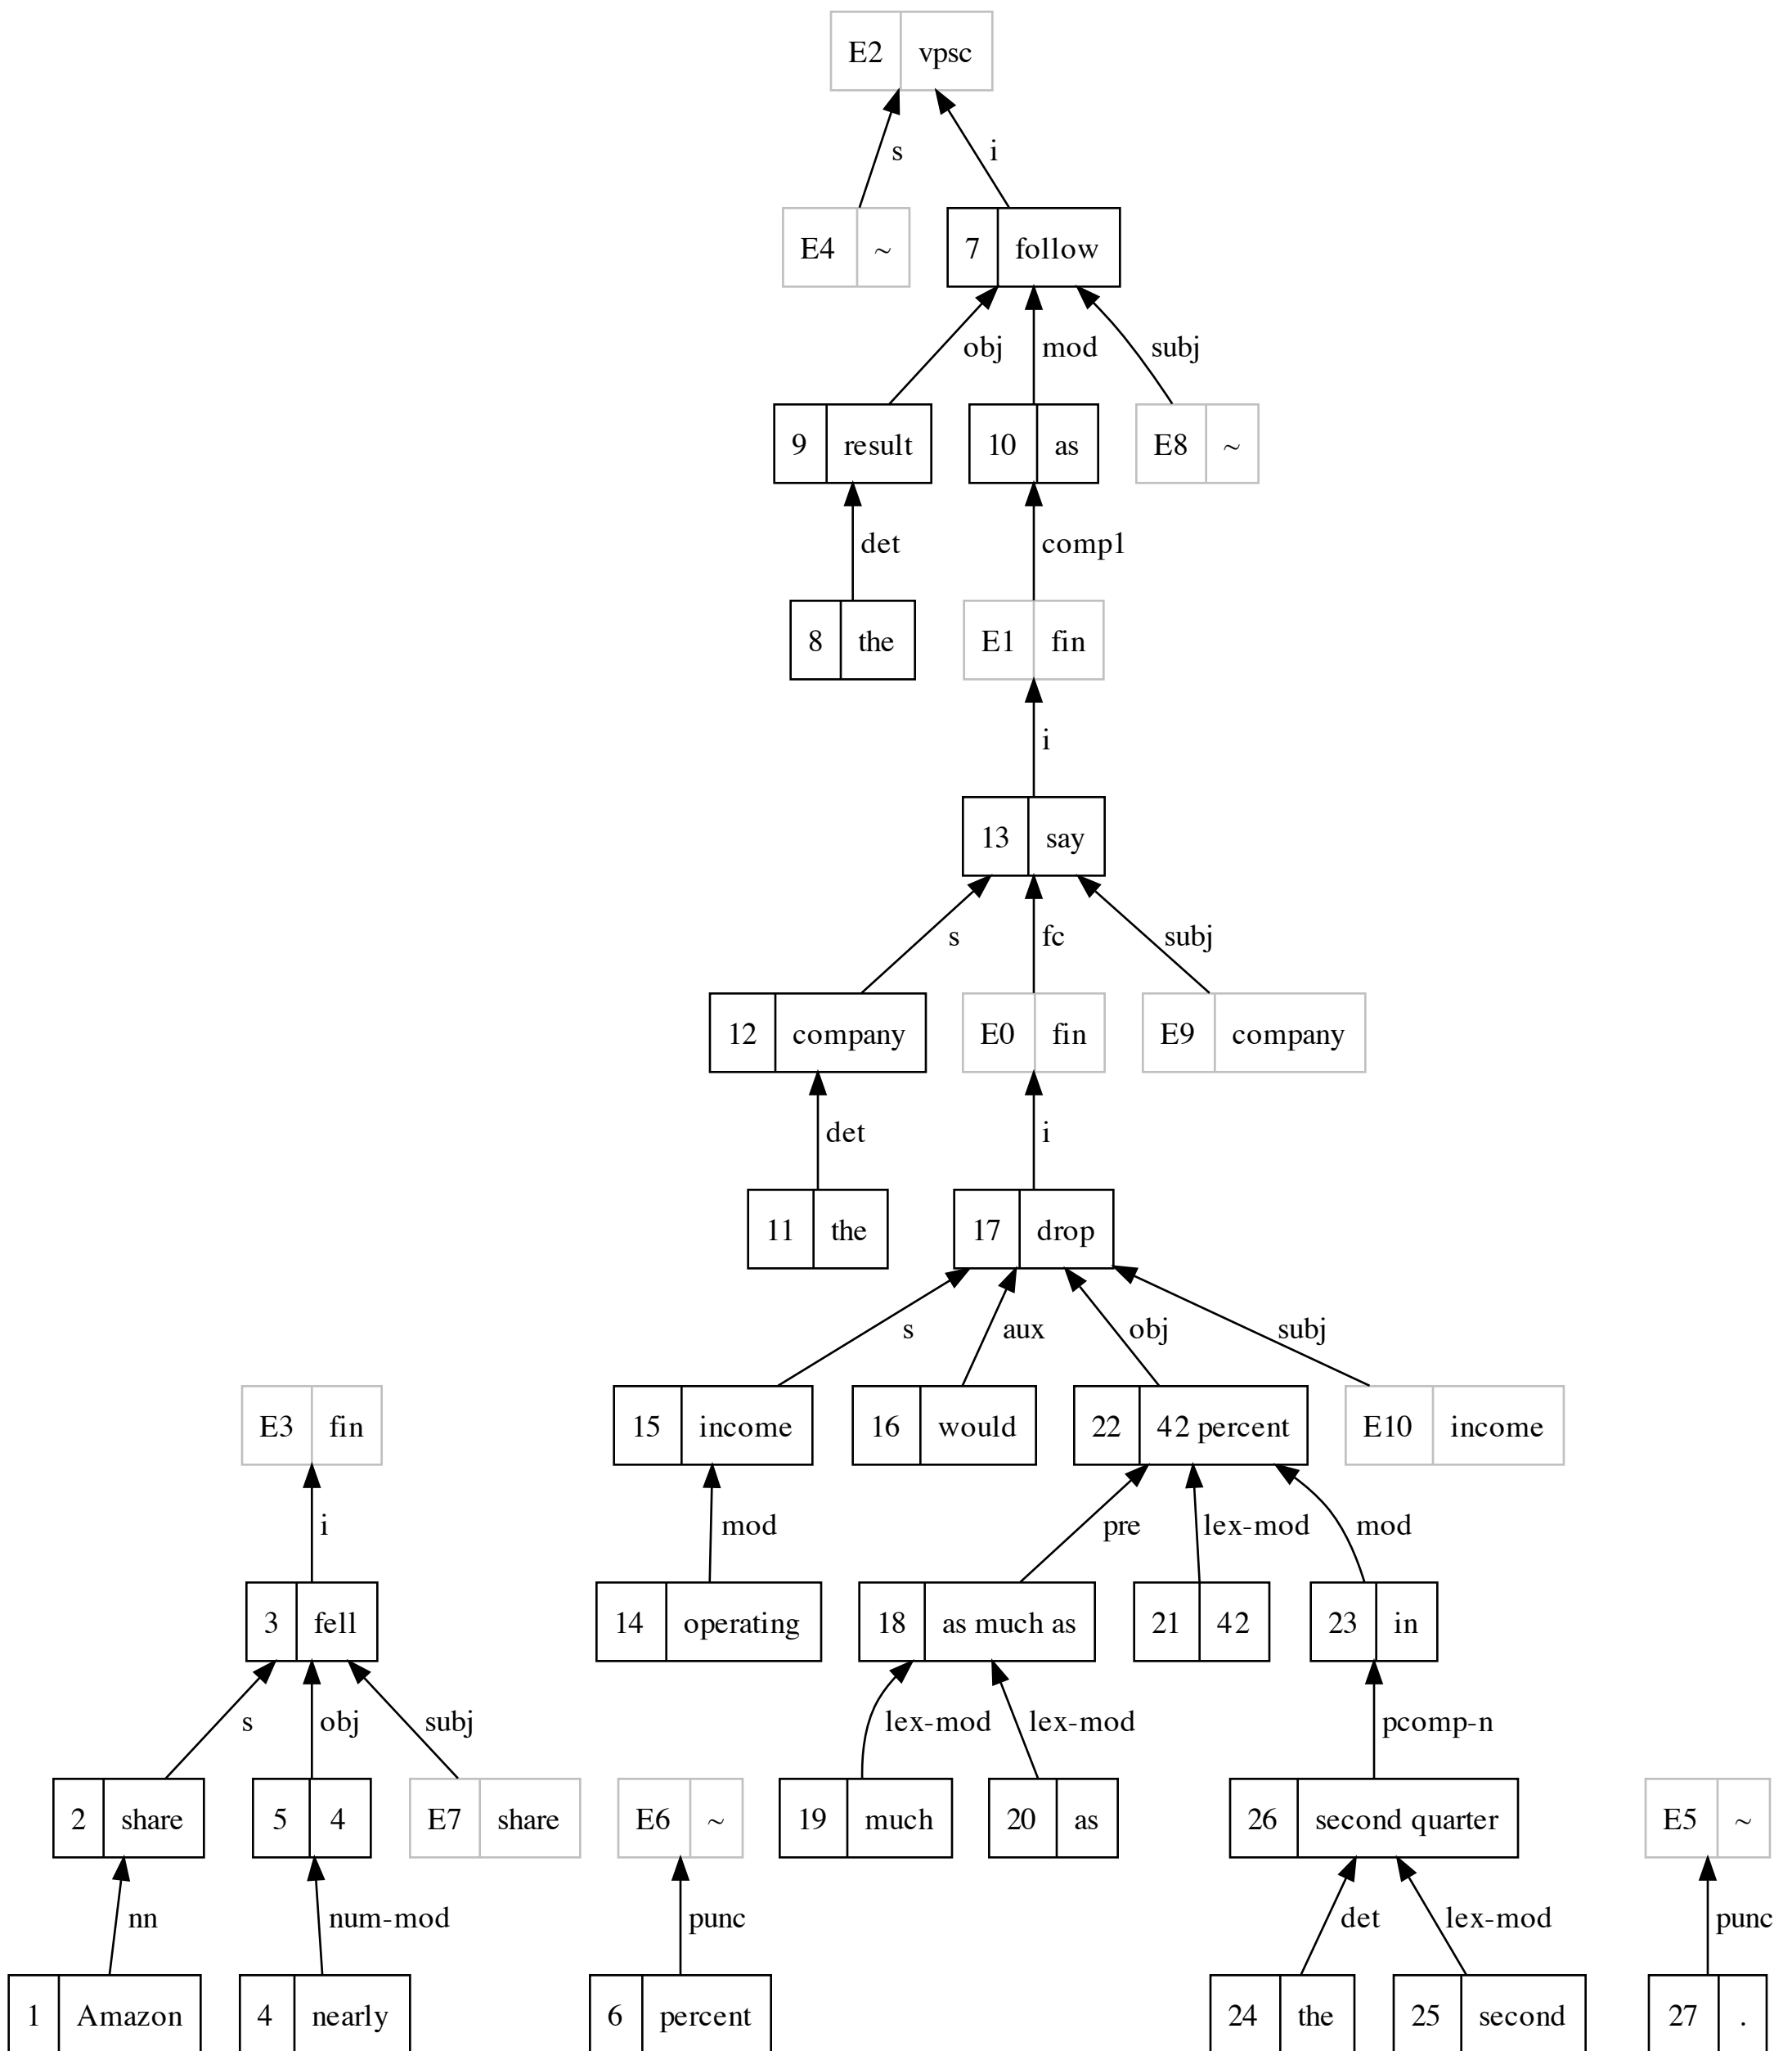 E2 vpsc
s i
E4 ~ 7 follow
obj mod subj
9 result 10 as E8 ~
det comp1
8 the E1 fin
i
13 say
s fc subj
12 company E0 fin E9 company
det i
11 the 17 drop
s aux obj subj
E3 fin 15 income 16 would 22 42 percent E10 income
i mod pre lex-mod mod
3 fell 14 operating 18 as much as 21 42 23 in
s obj subj lex-mod lex-mod pcomp-n
2 share 5 4 E7 share E6 ~ 19 much 20 as 26 second quarter E5 ~
nn num-mod punc det lex-mod punc
1 Amazon 4 nearly 6 percent 24 the 25 second 27 .